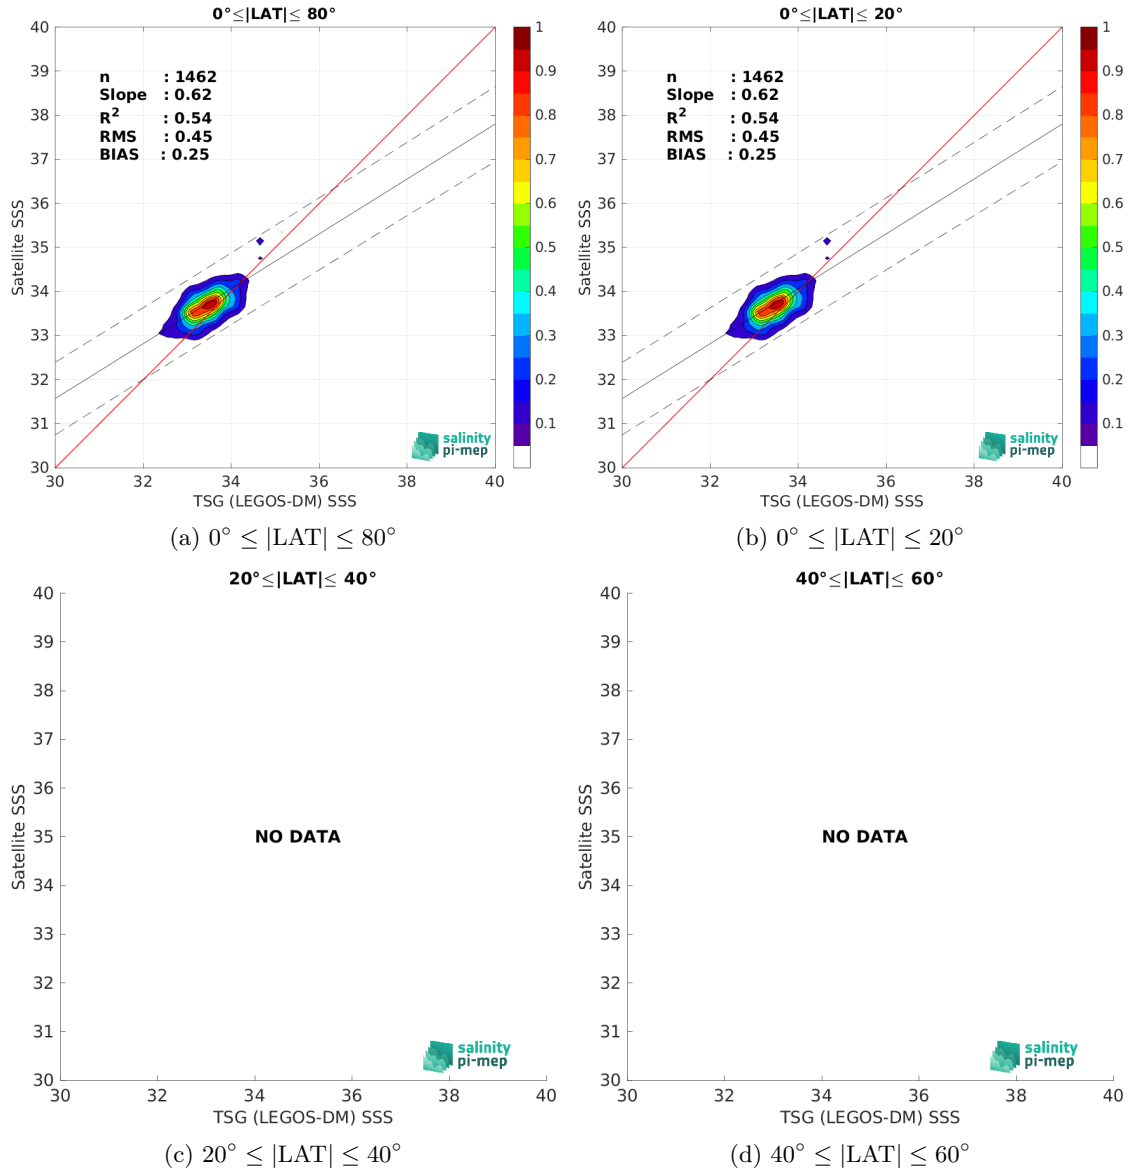 0°≤|LAT|≤ 80°
40
39
38
37
36
35
34
33
32
31
30
Satellite SSS
n : 1462
Slope : 0.62
R² : 0.54
RMS : 0.45
BIAS : 0.25
salinity
pi-mep
30 32 34 36 38 40
TSG (LEGOS-DM) SSS
1
0.9
0.8
0.7
0.6
0.5
0.4
0.3
0.2
0.1
(a) 0° ≤ |LAT| ≤ 80°
0°≤|LAT|≤ 20°
40
39
38
37
36
35
34
33
32
31
30
Satellite SSS
n : 1462
Slope : 0.62
R² : 0.54
RMS : 0.45
BIAS : 0.25
salinity
pi-mep
30 32 34 36 38 40
TSG (LEGOS-DM) SSS
1
0.9
0.8
0.7
0.6
0.5
0.4
0.3
0.2
0.1
(b) 0° ≤ |LAT| ≤ 20°
20°≤|LAT|≤ 40°
40
39
38
37
36
35
34
33
32
31
30
Satellite SSS
NO DATA
salinity
pi-mep
30 32 34 36 38 40
TSG (LEGOS-DM) SSS
(c) 20° ≤ |LAT| ≤ 40°
40°≤|LAT|≤ 60°
40
39
38
37
36
35
34
33
32
31
30
Satellite SSS
NO DATA
salinity
pi-mep
30 32 34 36 38 40
TSG (LEGOS-DM) SSS
(d) 40° ≤ |LAT| ≤ 60°